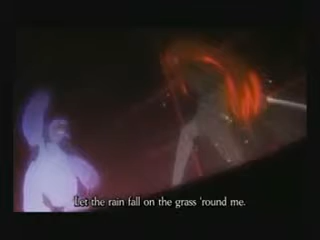 Let the rain fall on the grass 'round me.